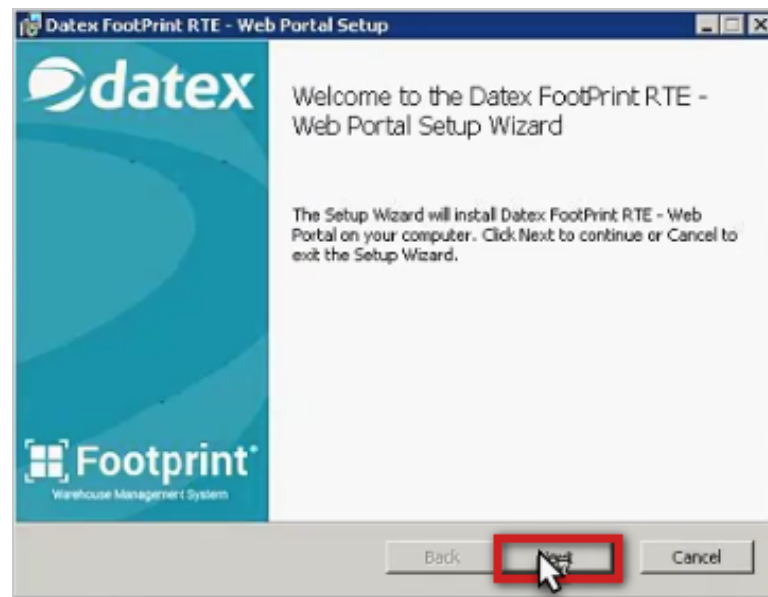 Datex FootPrint RTE - Web Portal Setup
datex
Welcome to the Datex FootPrint RTE -
Web Portal Setup Wizard
The Setup Wizard will install Datex FootPrint RTE - Web
Portal on your computer. Click Next to continue or Cancel to
exit the Setup Wizard.
Footprint
Warehouse Management System
Back
Next
Cancel